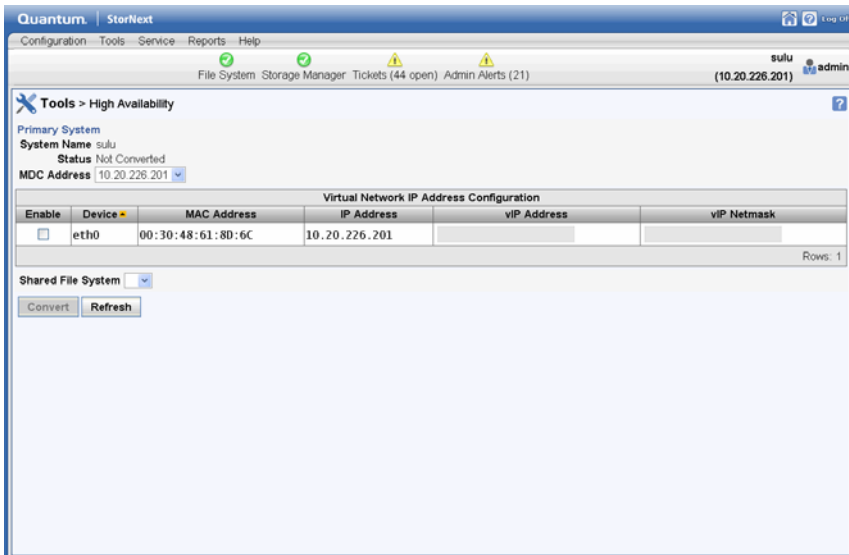 Quantum. StorNext Log Of
Configuration Tools Service Reports Help
File System Storage Manager Tickets (44 open) Admin Alerts (21) sulu (10.20.226.201) admin
Tools > High Availability
Primary System
System Name sulu
Status Not Converted
MDC Address 10.20.226.201
Virtual Network IP Address Configuration
Enable Device MAC Address IP Address vIP Address vIP Netmask
eth0 00:30:48:61:8D:6C 10.20.226.201
Rows: 1
Shared File System
Convert Refresh